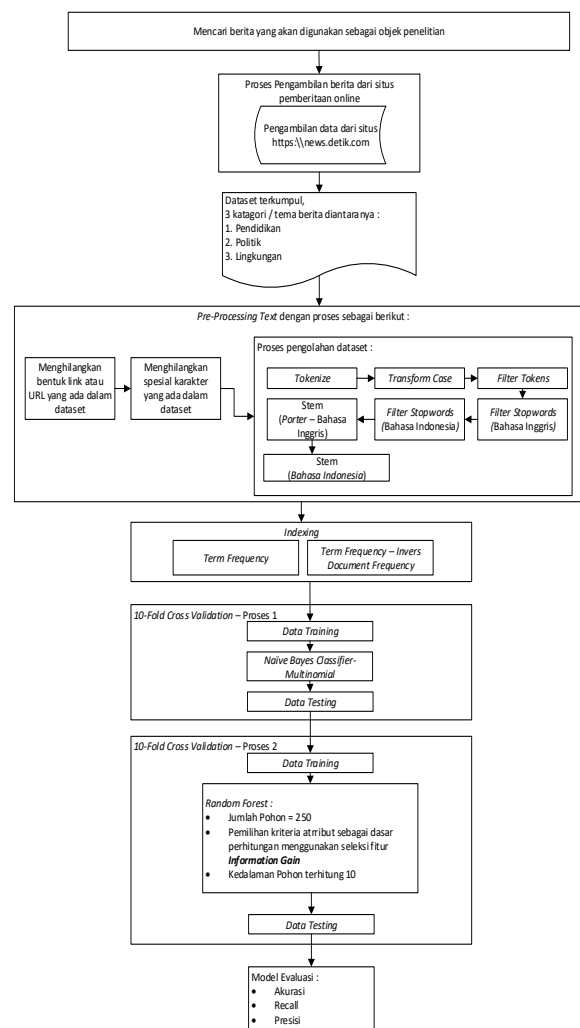 Mencari berita yang akan digunakan sebagai objek penelitian
Proses Pengambilan berita dari situs
pemberitaan online
Pengambilan data dari situs
https:\\news.detik.com
Dataset terkumpul,
3 katagori / tema berita diantaranya :
1. Pendidikan
2. Politik
3. Lingkungan
Pre-Processing Text dengan proses sebagai berikut :
Menghilangkan
bentuk link atau
URL yang ada dalam
dataset
Menghilangkan
spesial karakter
yang ada dalam
dataset
Proses pengolahan dataset :
Tokenize
Transform Case
Filter Tokens
Filter Stopwords
(Bahasa Inggris)
Filter Stopwords
(Bahasa Indonesia)
Stem
(Porter – Bahasa
Inggris)
Stem
(Bahasa Indonesia)
Indexing
Term Frequency
Term Frequency – Invers
Document Frequency
10-Fold Cross Validation – Proses 1
Data Training
Naïve Bayes Classifier-
Multinomial
Data Testing
10-Fold Cross Validation – Proses 2
Data Training
Random Forest :
• Jumlah Pohon = 250
• Pemilihan kriteria atrribut sebagai dasar
perhitungan menggunakan seleksi fitur
Information Gain
• Kedalaman Pohon terhitung 10
Data Testing
Model Evaluasi :
• Akurasi
• Recall
• Presisi